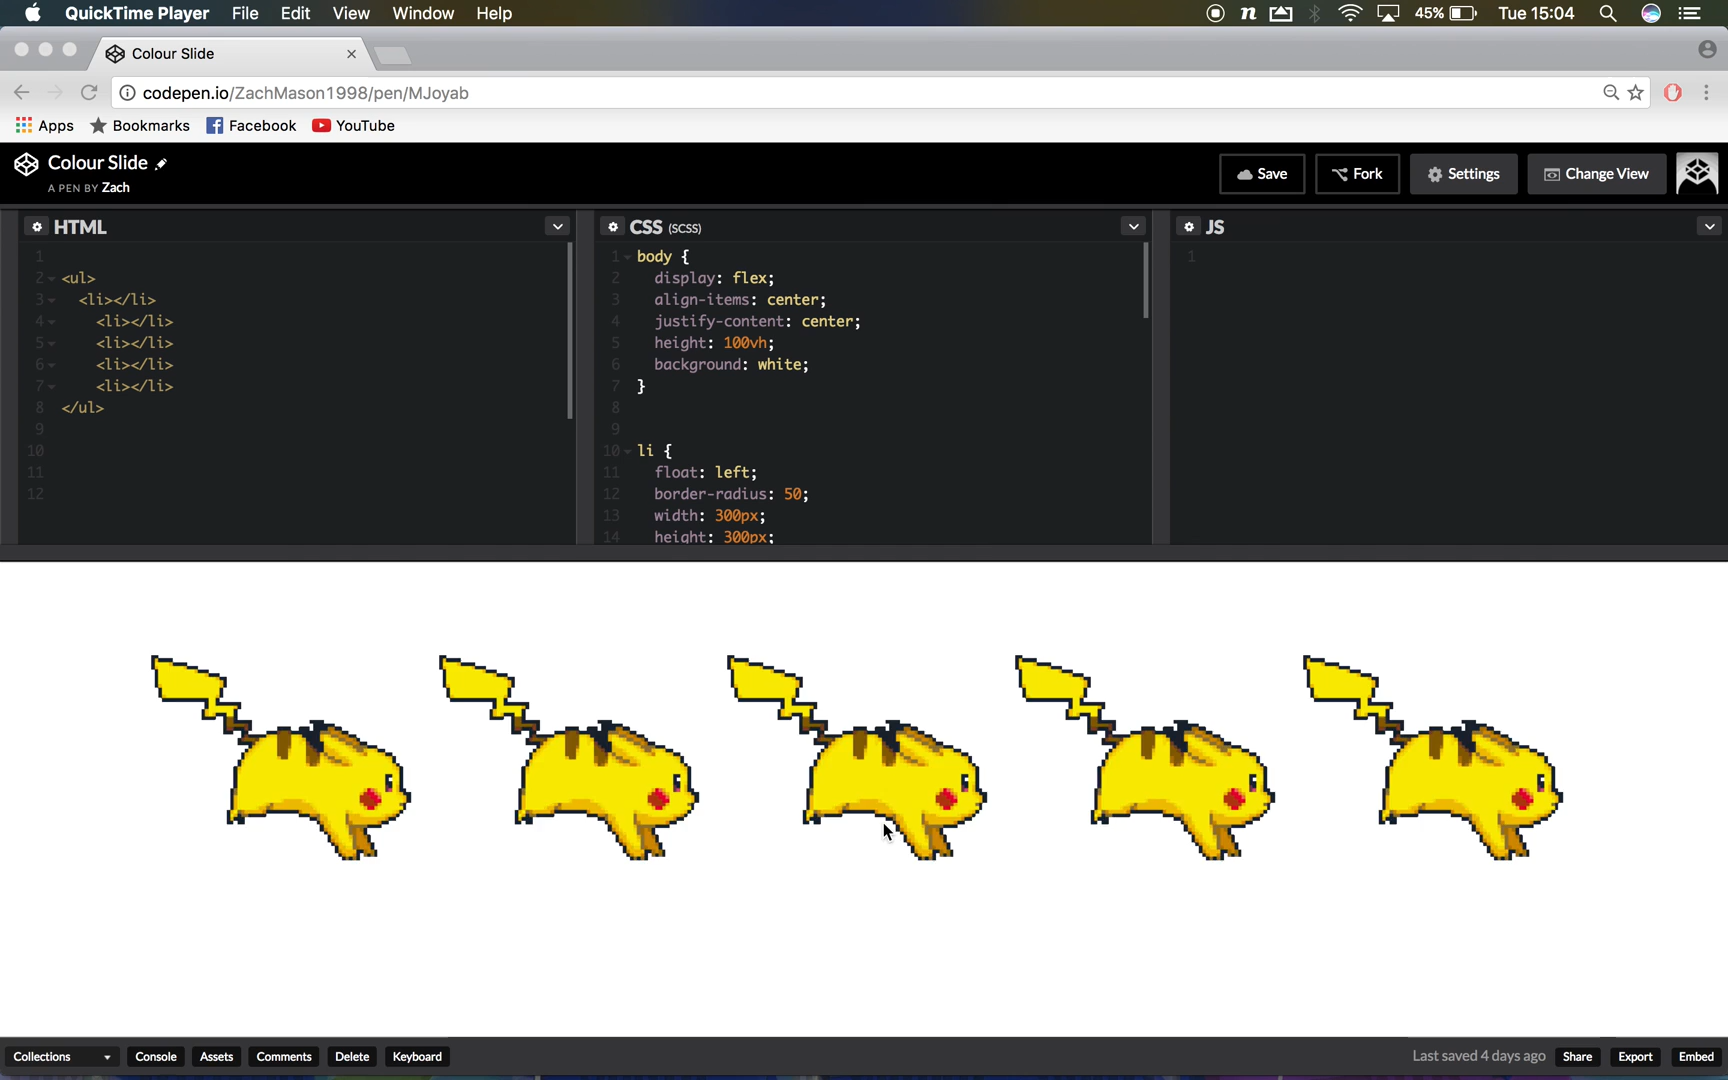 QuickTime Player File Edit View Window Help 45% Tue 15:04
Colour Slide
codepen.io/ZachMason1998/pen/MJoyab
Apps Bookmarks Facebook YouTube
Colour Slide
A PEN BY Zach
Save Fork Settings Change View
HTML
1
2 <ul>
3 <li></li>
4 <li></li>
5 <li></li>
6 <li></li>
7 <li></li>
8 </ul>
9
10
11
12
CSS (SCSS)
1 body {
2 display: flex;
3 align-items: center;
4 justify-content: center;
5 height: 100vh;
6 background: white;
7 }
8
9
10 li {
11 float: left;
12 border-radius: 50;
13 width: 300px;
14 height: 300px;
JS
1
Collections Console Assets Comments Delete Keyboard Last saved 4 days ago Share Export Embed